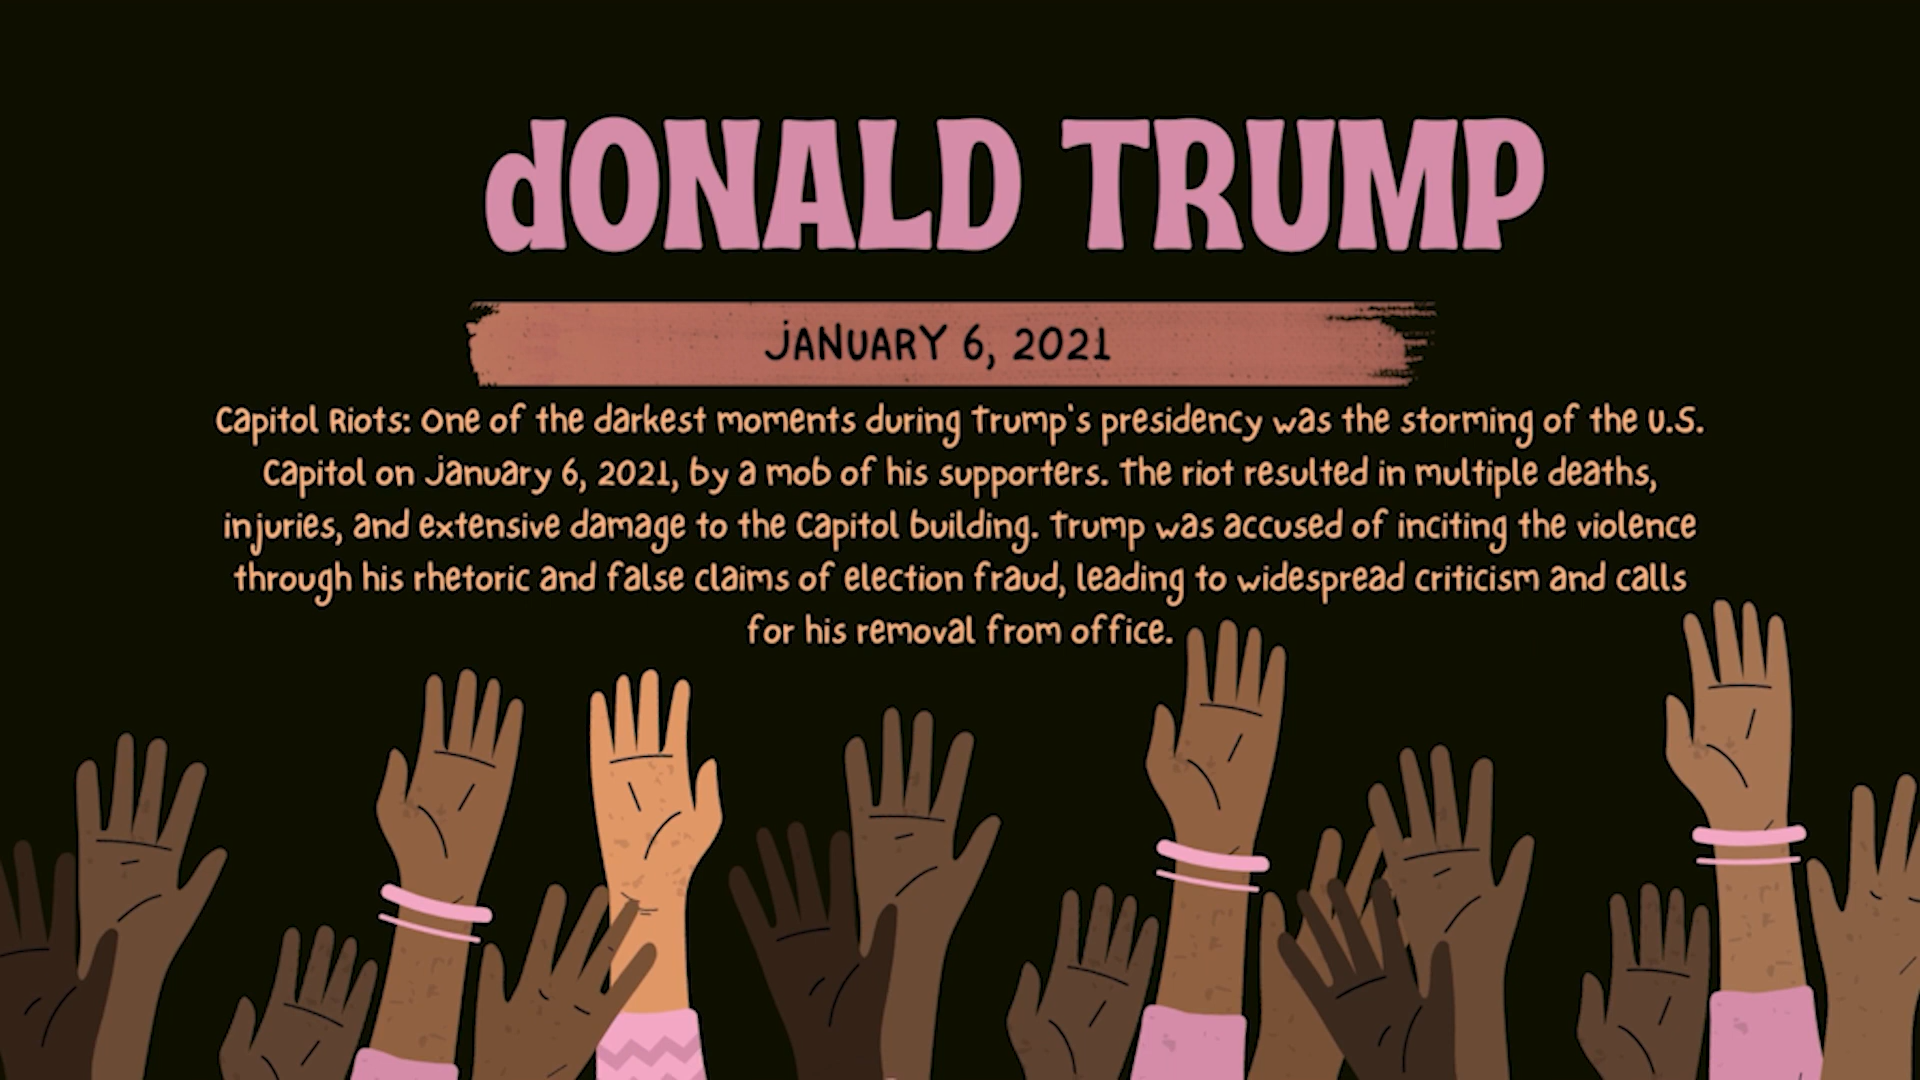 dONALD TRUMP
JANUARY 6, 2021
Capitol Riots: One of the darkest moments during Trump's presidency was the storming of the U.S.
Capitol on January 6, 2021, by a mob of his supporters. The riot resulted in multiple deaths,
injuries, and extensive damage to the Capitol building. Trump was accused of inciting the violence
through his rhetoric and false claims of election fraud, leading to widespread criticism and calls
for his removal from office.